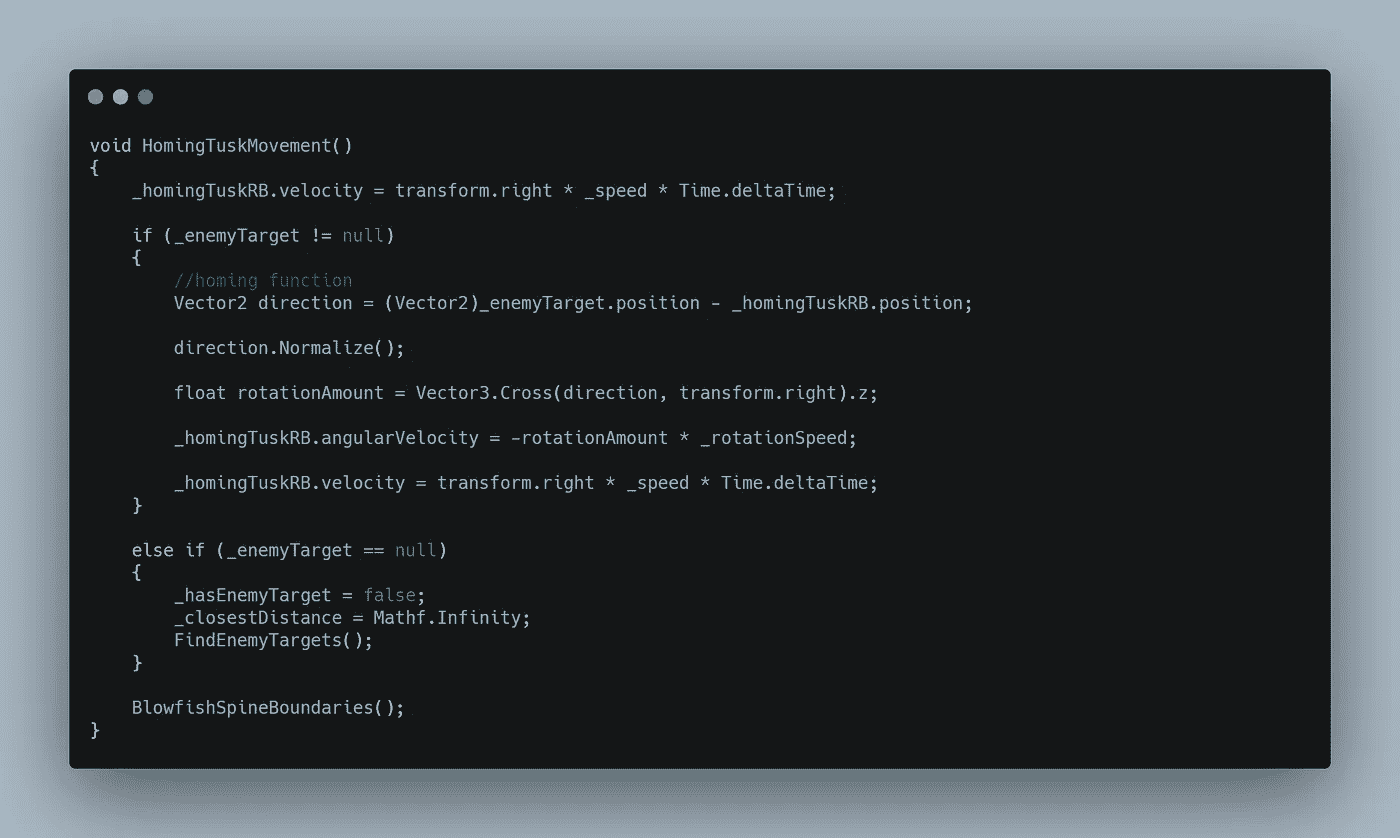 void HomingTuskMovement()
{
    _homingTuskRB.velocity = transform.right * _speed * Time.deltaTime;

    if (_enemyTarget != null)
    {
        //homing function
        Vector2 direction = (Vector2)_enemyTarget.position - _homingTuskRB.position;

        direction.Normalize();

        float rotationAmount = Vector3.Cross(direction, transform.right).z;

        _homingTuskRB.angularVelocity = -rotationAmount * _rotationSpeed;

        _homingTuskRB.velocity = transform.right * _speed * Time.deltaTime;
    }

    else if (_enemyTarget == null)
    {
        _hasEnemyTarget = false;
        _closestDistance = Mathf.Infinity;
        FindEnemyTargets();
    }

    BlowfishSpineBoundaries();
}